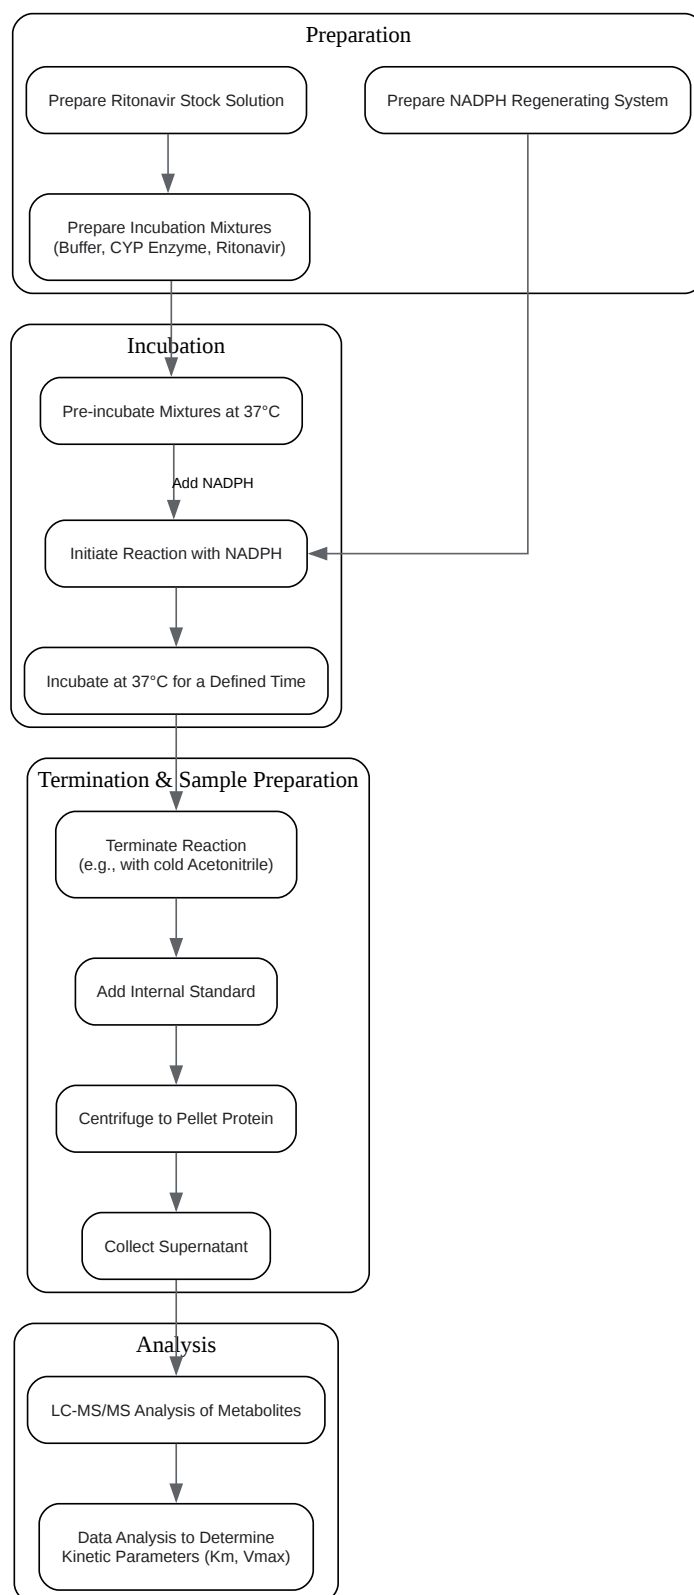 Preparation
Prepare Ritonavir Stock Solution
Prepare NADPH Regenerating System
Prepare Incubation Mixtures
(Buffer, CYP Enzyme, Ritonavir)
Incubation
Pre-incubate Mixtures at 37°C
Add NADPH
Initiate Reaction with NADPH
Incubate at 37°C for a Defined Time
Termination & Sample Preparation
Terminate Reaction
(e.g., with cold Acetonitrile)
Add Internal Standard
Centrifuge to Pellet Protein
Collect Supernatant
Analysis
LC-MS/MS Analysis of Metabolites
Data Analysis to Determine
Kinetic Parameters (Km, Vmax)